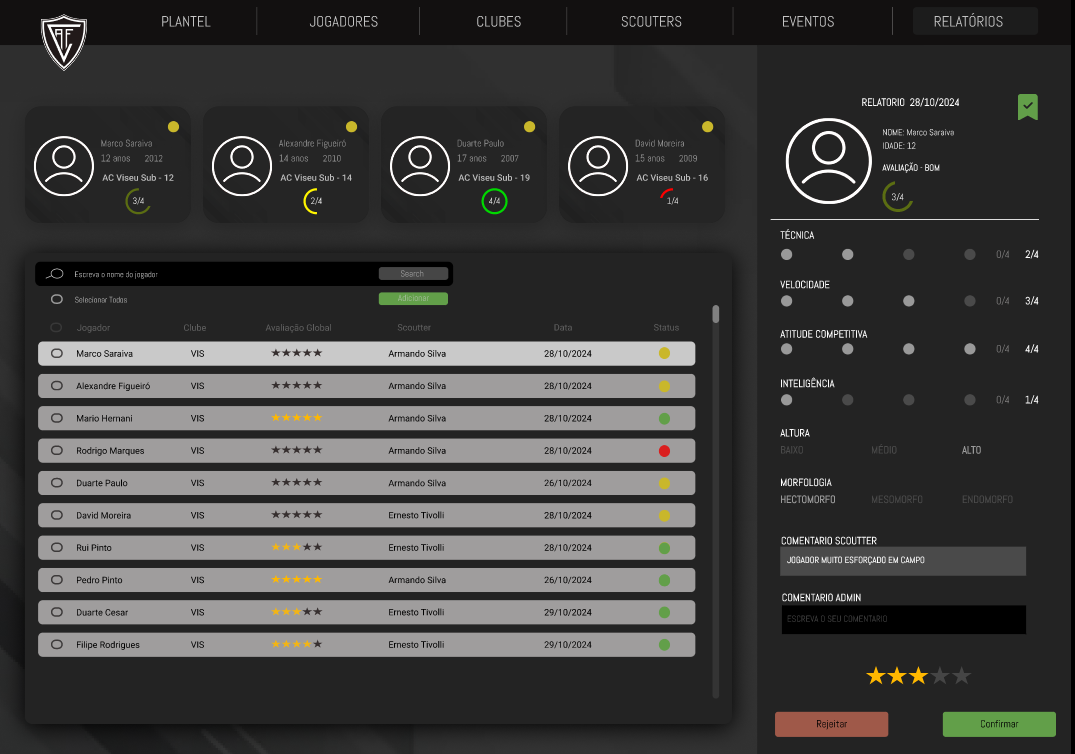 PLANTEL JOGADORES CLUBES SCOUTERS EVENTOS RELATÓRIOS
AFC
Marco Saraiva
12 anos 2012
AC Viseu Sub - 12
3/4
Alexandre Figueiró
14 anos 2010
AC Viseu Sub - 14
2/4
Duarte Paulo
17 anos 2007
AC Viseu Sub - 19
4/4
David Moreira
15 anos 2009
AC Viseu Sub - 16
1/4
Escreva o nome do jogador Search
Selecionar Todos Adicionar
Jogador Clube Avaliação Global Scoutter Data Status
Marco Saraiva VIS ★★★★★ Armando Silva 28/10/2024
Alexandre Figueiró VIS ★★★★★ Armando Silva 28/10/2024
Mario Hernani VIS ★★★★★ Armando Silva 28/10/2024
Rodrigo Marques VIS ★★★★★ Armando Silva 28/10/2024
Duarte Paulo VIS ★★★★★ Armando Silva 26/10/2024
David Moreira VIS ★★★★★ Ernesto Tivolli 28/10/2024
Rui Pinto VIS ★★★★★ Ernesto Tivolli 28/10/2024
Pedro Pinto VIS ★★★★★ Armando Silva 26/10/2024
Duarte Cesar VIS ★★★★★ Ernesto Tivolli 29/10/2024
Filipe Rodrigues VIS ★★★★★ Ernesto Tivolli 29/10/2024
RELATORIO 28/10/2024
NOME: Marco Saraiva
IDADE: 12
AVALIAÇÃO - BOM
3/4
TÉCNICA
0/4 2/4
VELOCIDADE
0/4 3/4
ATITUDE COMPETITIVA
0/4 4/4
INTELIGÊNCIA
0/4 1/4
ALTURA
BAIXO MÉDIO ALTO
MORFOLOGIA
HECTOMORFO MESOMORFO ENDOMORFO
COMENTARIO SCOUTTER
JOGADOR MUITO ESFORÇADO EM CAMPO
COMENTARIO ADMIN
ESCREVA O SEU COMENTARIO
★★★★★
Rejeitar Confirmar